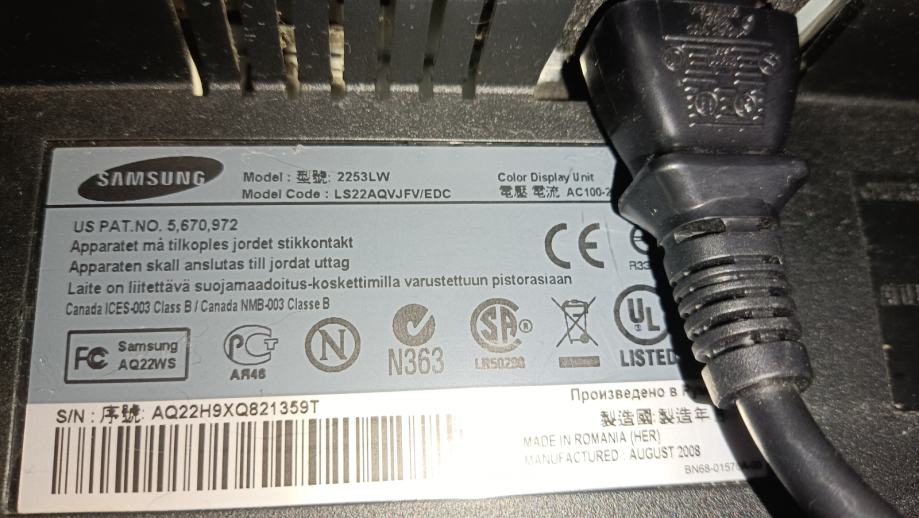 SAMSUNG
Model : 型號: 2253LW
Model Code : LS22AQVJFV/EDC
Color Display Unit
電壓 電流 AC100-
US PAT.NO. 5,670,972
Apparatet må tilkoples jordet stikkontakt
Apparaten skall anslutas till jordat uttag
Laite on liitettävä suojamaadoitus-koskettimilla varustettuun pistorasiaan
Canada ICES-003 Class B / Canada NMB-003 Classe B
CE
FC Samsung
AQ22WS
PCT
AR46
N
N363
SA
LR50290
UL
LISTED
S/N : 序號: AQ22H9XQ821359T
Произведено в
製造國 製造年
MADE IN ROMANIA (HER)
MANUFACTURED : AUGUST 2008